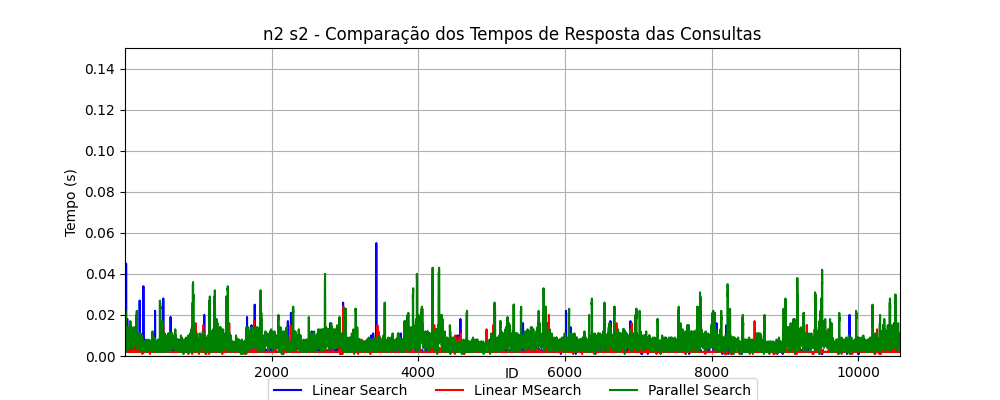 n2 s2 - Comparação dos Tempos de Resposta das Consultas
Tempo (s)
0.14
0.12
0.10
0.08
0.06
0.04
0.02
0.00
2000 4000 6000 8000 10000
ID
Linear Search Linear MSearch Parallel Search